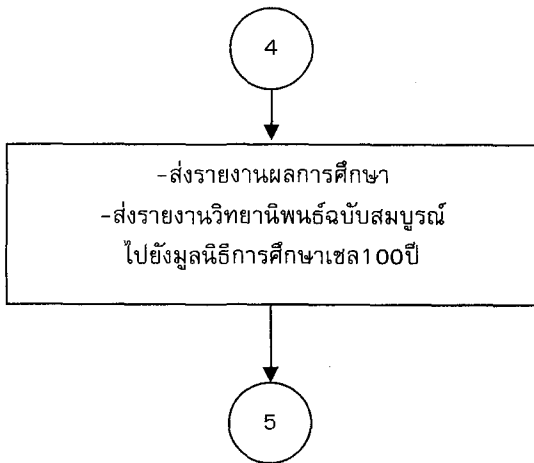 4
-ส่งรายงานผลการศึกษา
-ส่งรายงานวิทยานิพนธ์ฉบับสมบูรณ์
ไปยังมูลนิธิการศึกษาเชล100ปี
5